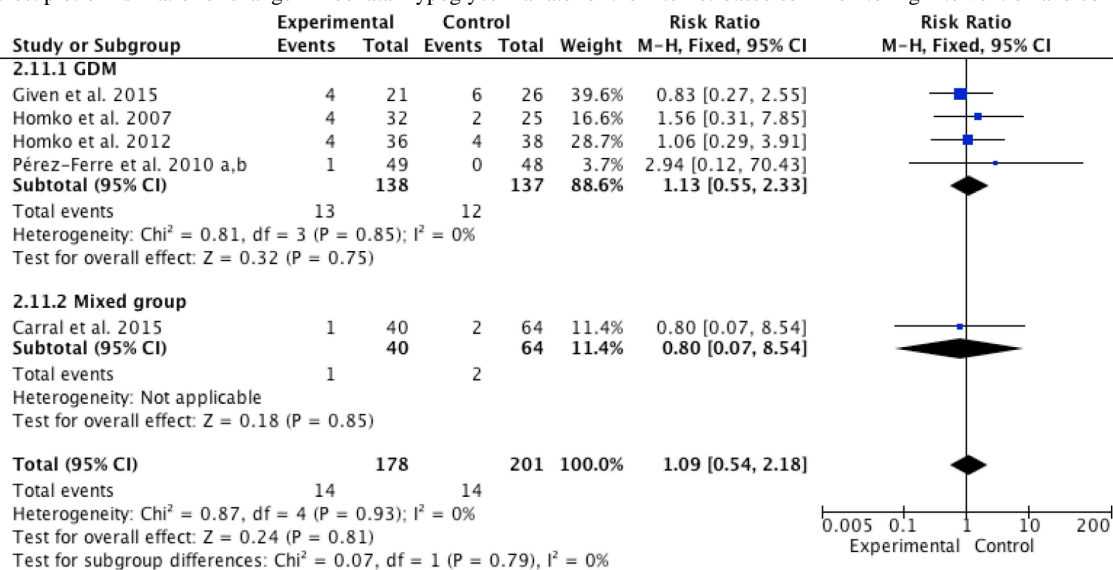 Experimental Control Risk Ratio Risk Ratio
Study or Subgroup Events Total Events Total Weight M-H, Fixed, 95% CI M-H, Fixed, 95% CI
2.11.1 GDM
Given et al. 2015 4 21 6 26 39.6% 0.83 [0.27, 2.55]
Homko et al. 2007 4 32 2 25 16.6% 1.56 [0.31, 7.85]
Homko et al. 2012 4 36 4 38 28.7% 1.06 [0.29, 3.91]
Pérez-Ferre et al. 2010 a,b 1 49 0 48 3.7% 2.94 [0.12, 70.43]
Subtotal (95% CI) 138 137 88.6% 1.13 [0.55, 2.33]
Total events 13 12
Heterogeneity: Chi² = 0.81, df = 3 (P = 0.85); I² = 0%
Test for overall effect: Z = 0.32 (P = 0.75)
2.11.2 Mixed group
Carral et al. 2015 1 40 2 64 11.4% 0.80 [0.07, 8.54]
Subtotal (95% CI) 40 64 11.4% 0.80 [0.07, 8.54]
Total events 1 2
Heterogeneity: Not applicable
Test for overall effect: Z = 0.18 (P = 0.85)
Total (95% CI) 178 201 100.0% 1.09 [0.54, 2.18]
Total events 14 14
Heterogeneity: Chi² = 0.87, df = 4 (P = 0.93); I² = 0%
Test for overall effect: Z = 0.24 (P = 0.81)
Test for subgroup differences: Chi² = 0.07, df = 1 (P = 0.79), I² = 0%
0.005 0.1 1 10 200
Experimental Control